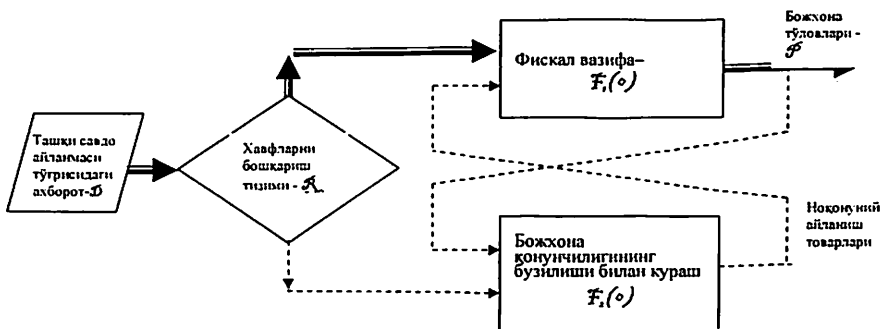 Ташқи савдо
айланмаси
тўғрисидаги
ахборот-D
Хавфларни
бошқариш
тизими - R
Фискал вазифа–
F₁(o)
Божхона
тўловлари -
P
Божхона
қонунчилигининг
бузилиши билан кураш
F₂(o)
Ноқонуний
айланиш
товарлари